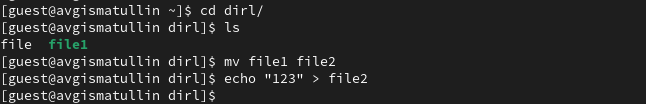 [guest@avgismatullin ~]$ cd dirl/
[guest@avgismatullin dirl]$ ls
file  file1
[guest@avgismatullin dirl]$ mv file1 file2
[guest@avgismatullin dirl]$ echo "123" > file2
[guest@avgismatullin dirl]$